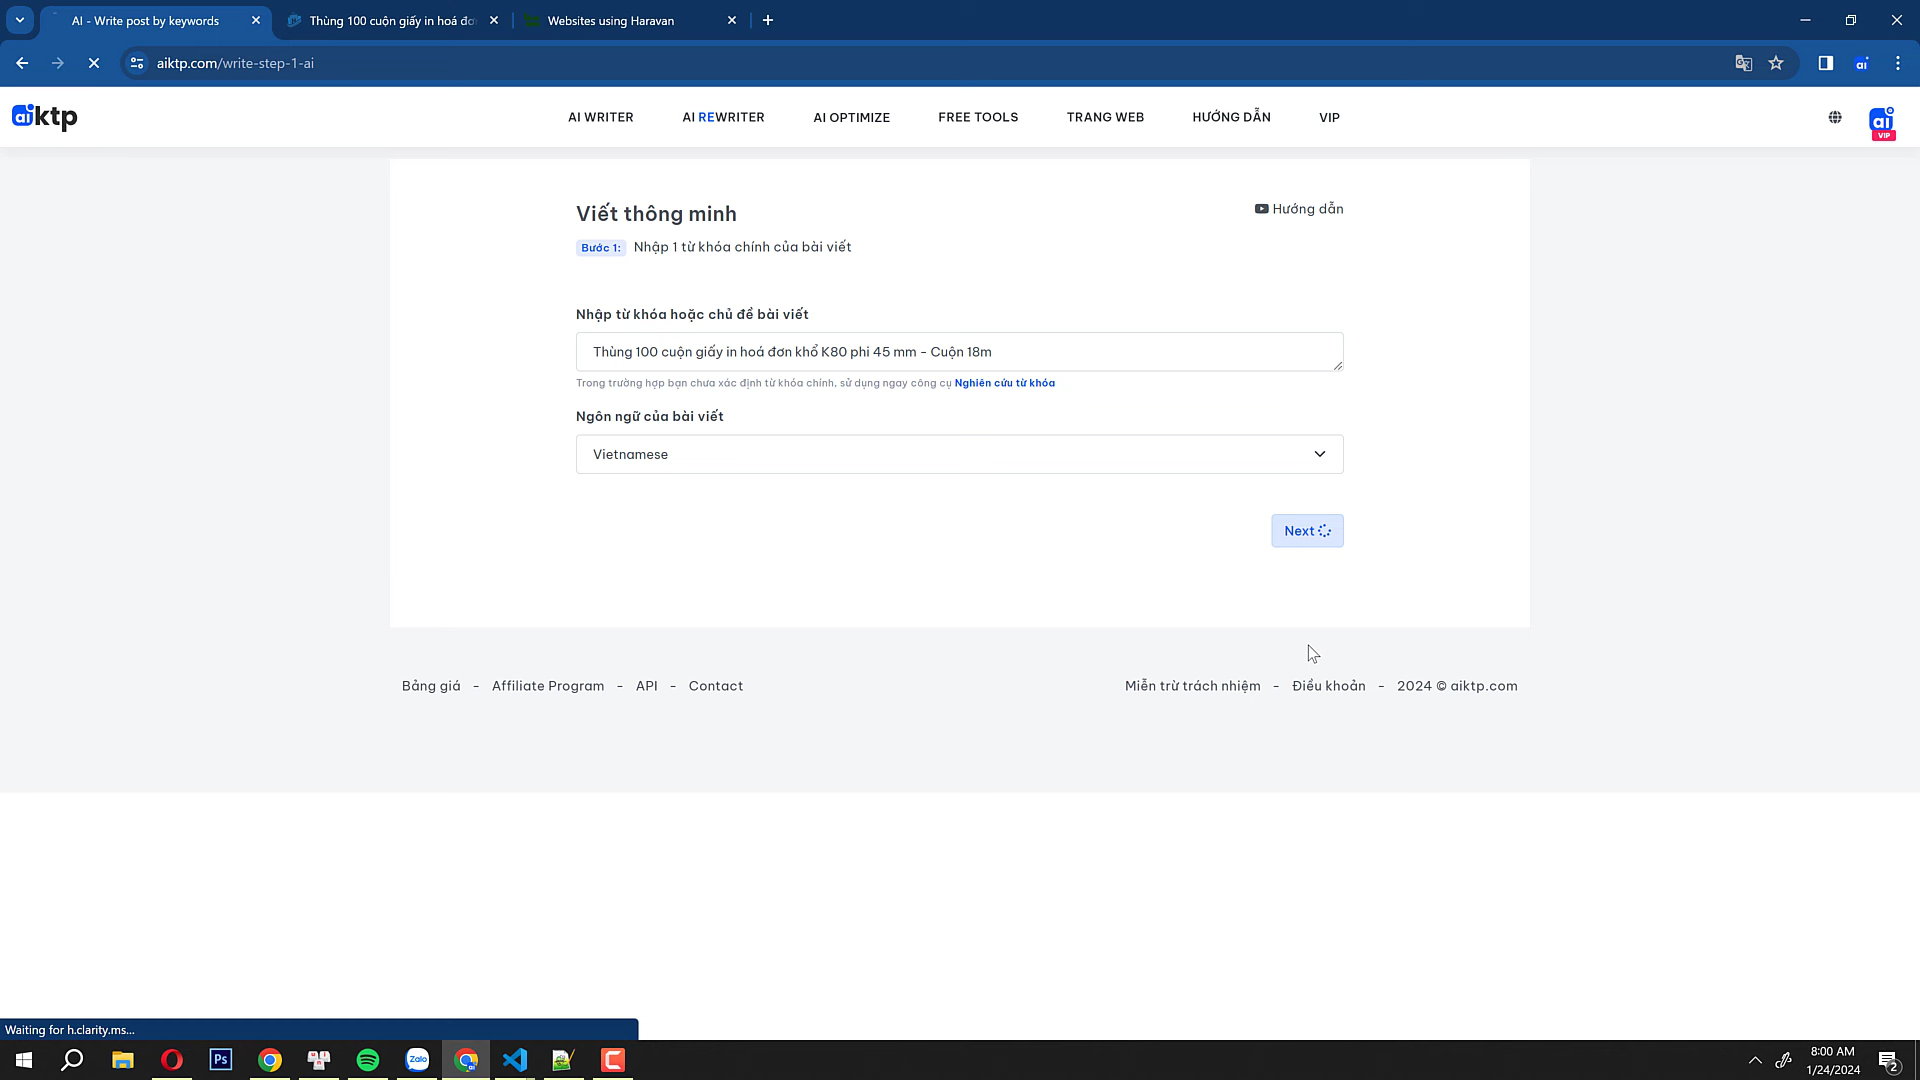 AI - Write post by keywords
Thùng 100 cuộn giấy in hoá đơ
Websites using Haravan
aiktp.com/write-step-1-ai
aiktp
AI WRITER
AI REWRITER
AI OPTIMIZE
FREE TOOLS
TRANG WEB
HƯỚNG DẪN
VIP
ai
VIP
Viết thông minh
Hướng dẫn
Bước 1: Nhập 1 từ khóa chính của bài viết
Nhập từ khóa hoặc chủ đề bài viết
Thùng 100 cuộn giấy in hoá đơn khổ K80 phi 45 mm - Cuộn 18m
Trong trường hợp bạn chưa xác định từ khóa chính, sử dụng ngay công cụ Nghiên cứu từ khóa
Ngôn ngữ của bài viết
Vietnamese
Next
Bảng giá - Affiliate Program - API - Contact
Miễn trừ trách nhiệm - Điều khoản - 2024 © aiktp.com
Waiting for h.clarity.ms...
Ps
Zalo
8:00 AM
1/24/2024
2